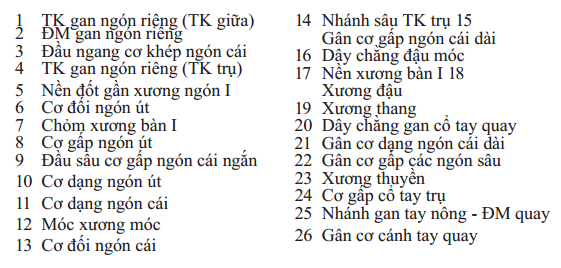 1 TK gan ngón riêng (TK giữa)
2 ĐM gan ngón riêng
3 Đầu ngang cơ khép ngón cái
4 TK gan ngón riêng (TK trụ)
5 Nền đốt gần xương ngón I
6 Cơ đối ngón út
7 Chỏm xương bàn I
8 Cơ gấp ngón út
9 Đầu sâu cơ gấp ngón cái ngắn
10 Cơ dạng ngón út
11 Cơ dạng ngón cái
12 Móc xương móc
13 Cơ đối ngón cái
14 Nhánh sâu TK trụ 15
Gân cơ gấp ngón cái dài
16 Dây chằng đậu móc
17 Nền xương bàn I 18
Xương đậu
19 Xương thang
20 Dây chằng gan cổ tay quay
21 Gân cơ dạng ngón cái dài
22 Gân cơ gấp các ngón sâu
23 Xương thuyền
24 Cơ gấp cổ tay trụ
25 Nhánh gan tay nông - ĐM quay
26 Gân cơ cánh tay quay